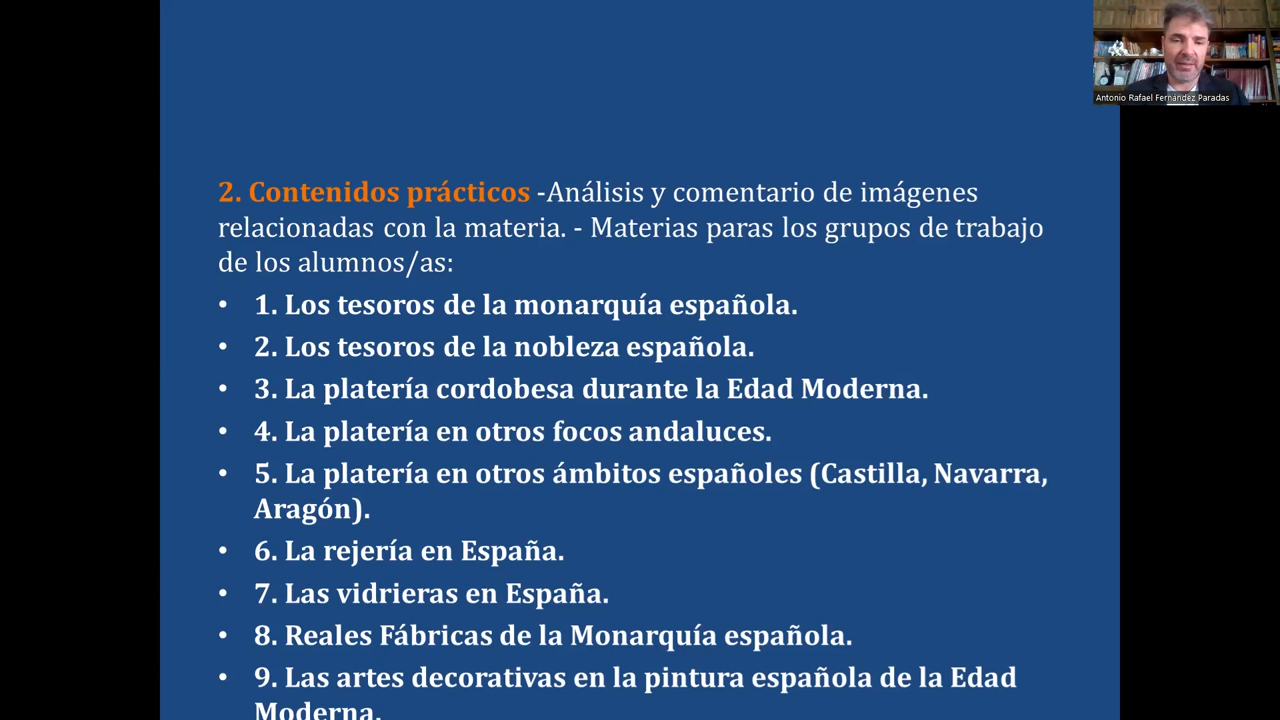 Antonio Rafael Fernández Paradas
2. Contenidos prácticos -Análisis y comentario de imágenes
relacionadas con la materia. - Materias paras los grupos de trabajo
de los alumnos/as:
• 1. Los tesoros de la monarquía española.
• 2. Los tesoros de la nobleza española.
• 3. La platería cordobesa durante la Edad Moderna.
• 4. La platería en otros focos andaluces.
• 5. La platería en otros ámbitos españoles (Castilla, Navarra,
Aragón).
• 6. La rejería en España.
• 7. Las vidrieras en España.
• 8. Reales Fábricas de la Monarquía española.
• 9. Las artes decorativas en la pintura española de la Edad
Moderna.